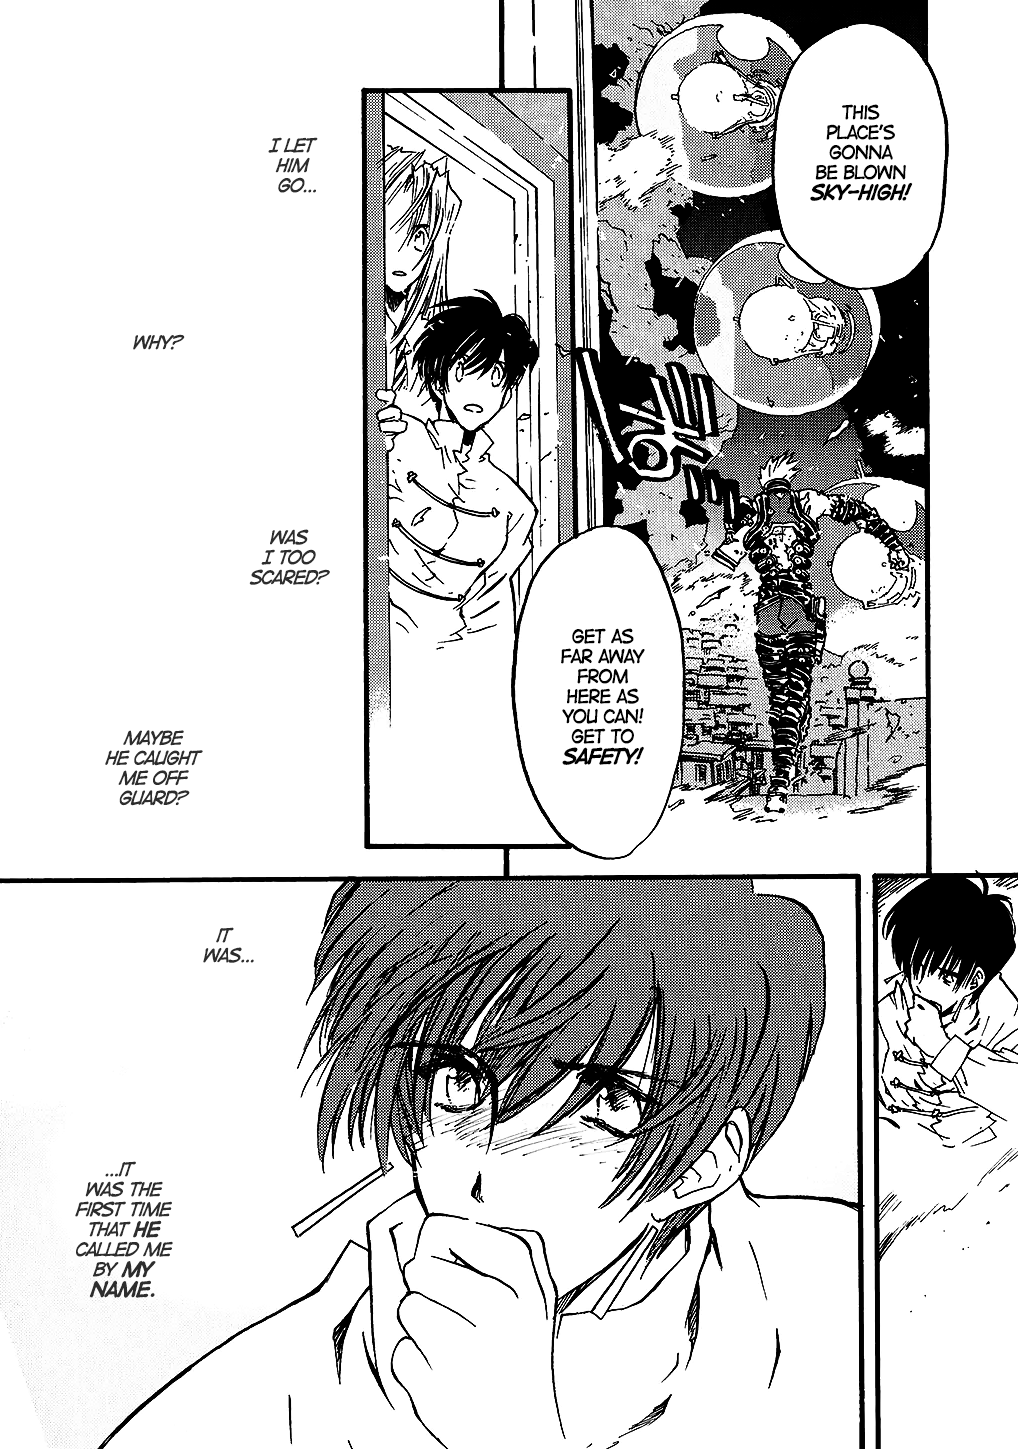 THIS
PLACE'S
GONNA
BE BLOWN
SKY-HIGH!
GET AS
FAR AWAY
FROM
HERE AS
YOU CAN!
GET TO
SAFETY!
I LET
HIM
GO...
WHY?
WAS
I TOO
SCARED?
MAYBE
HE CAUGHT
ME OFF
GUARD?
IT
WAS...
...IT
WAS THE
FIRST TIME
THAT HE
CALLED ME
BY MY
NAME.